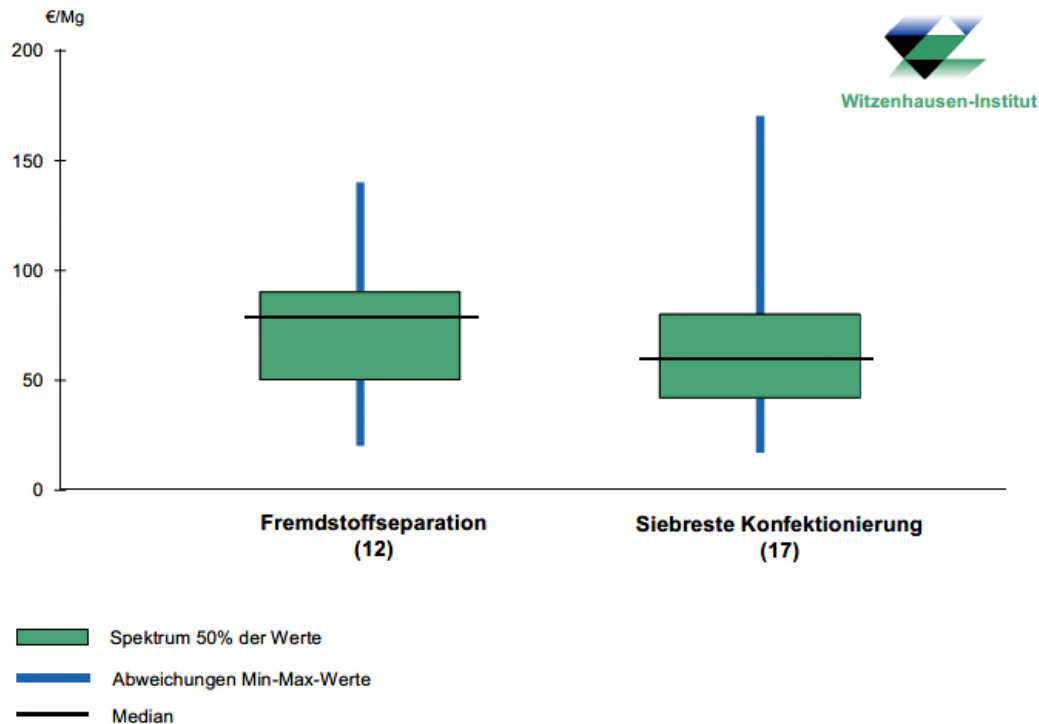 €/Mg
200
150
100
50
0
Witzenhausen-Institut
Fremdstoffseparation
(12)
Siebreste Konfektionierung
(17)
Spektrum 50% der Werte
Abweichungen Min-Max-Werte
Median